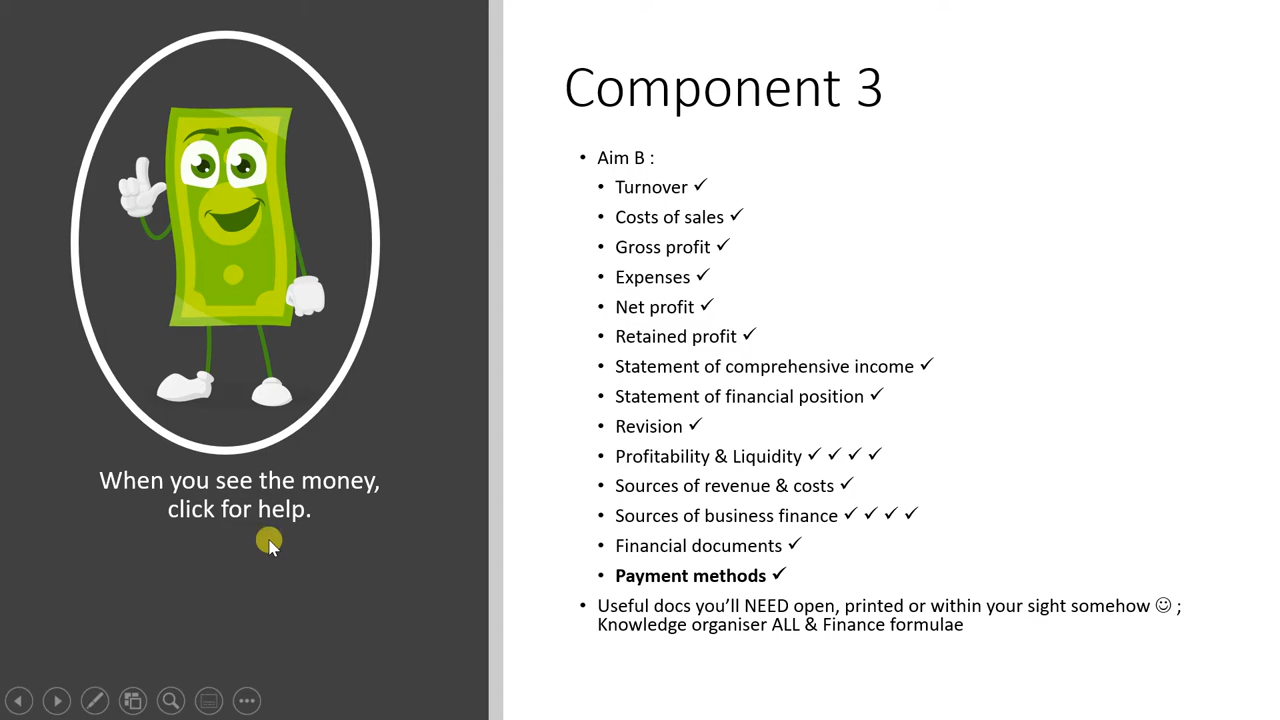 Component 3
• Aim B :
• Turnover ✓
• Costs of sales ✓
• Gross profit ✓
• Expenses ✓
• Net profit ✓
• Retained profit ✓
• Statement of comprehensive income ✓
• Statement of financial position ✓
• Revision ✓
• Profitability & Liquidity ✓ ✓ ✓ ✓
• Sources of revenue & costs ✓
• Sources of business finance ✓ ✓ ✓ ✓
• Financial documents ✓
• Payment methods ✓
• Useful docs you’ll NEED open, printed or within your sight somehow ☺ ;
Knowledge organiser ALL & Finance formulae
When you see the money,
click for help.